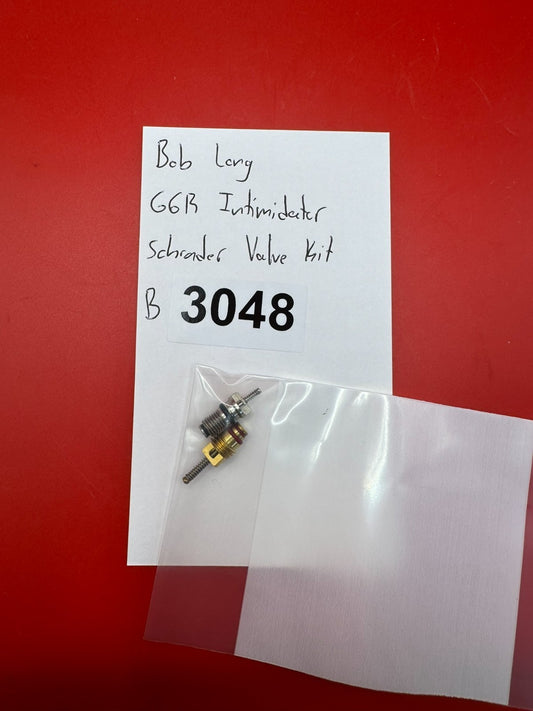 Bob Long
G6R Intimidator
Schrader Valve Kit
B 3048